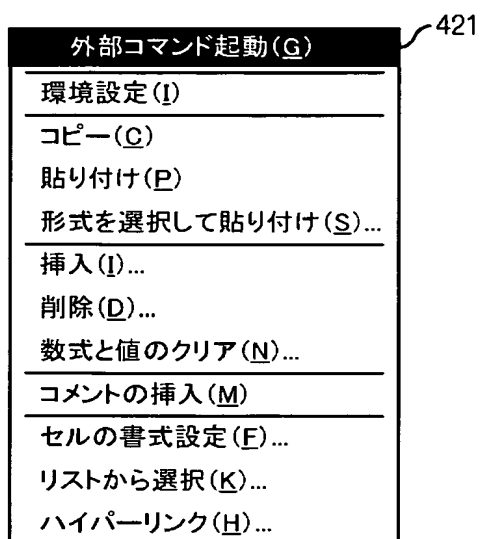 421
外部コマンド起動(G)
環境設定(I)
コピー(C)
貼り付け(P)
形式を選択して貼り付け(S)...
挿入(I)...
削除(D)...
数式と値のクリア(N)...
コメントの挿入(M)
セルの書式設定(F)...
リストから選択(K)...
ハイパーリンク(H)...